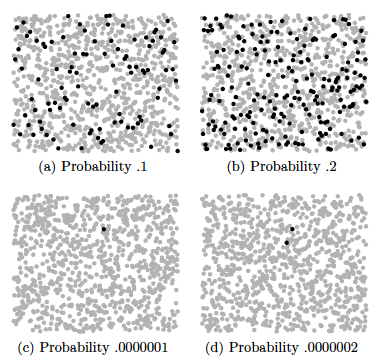 (a) Probability .1
(b) Probability .2
(c) Probability .0000001
(d) Probability .0000002